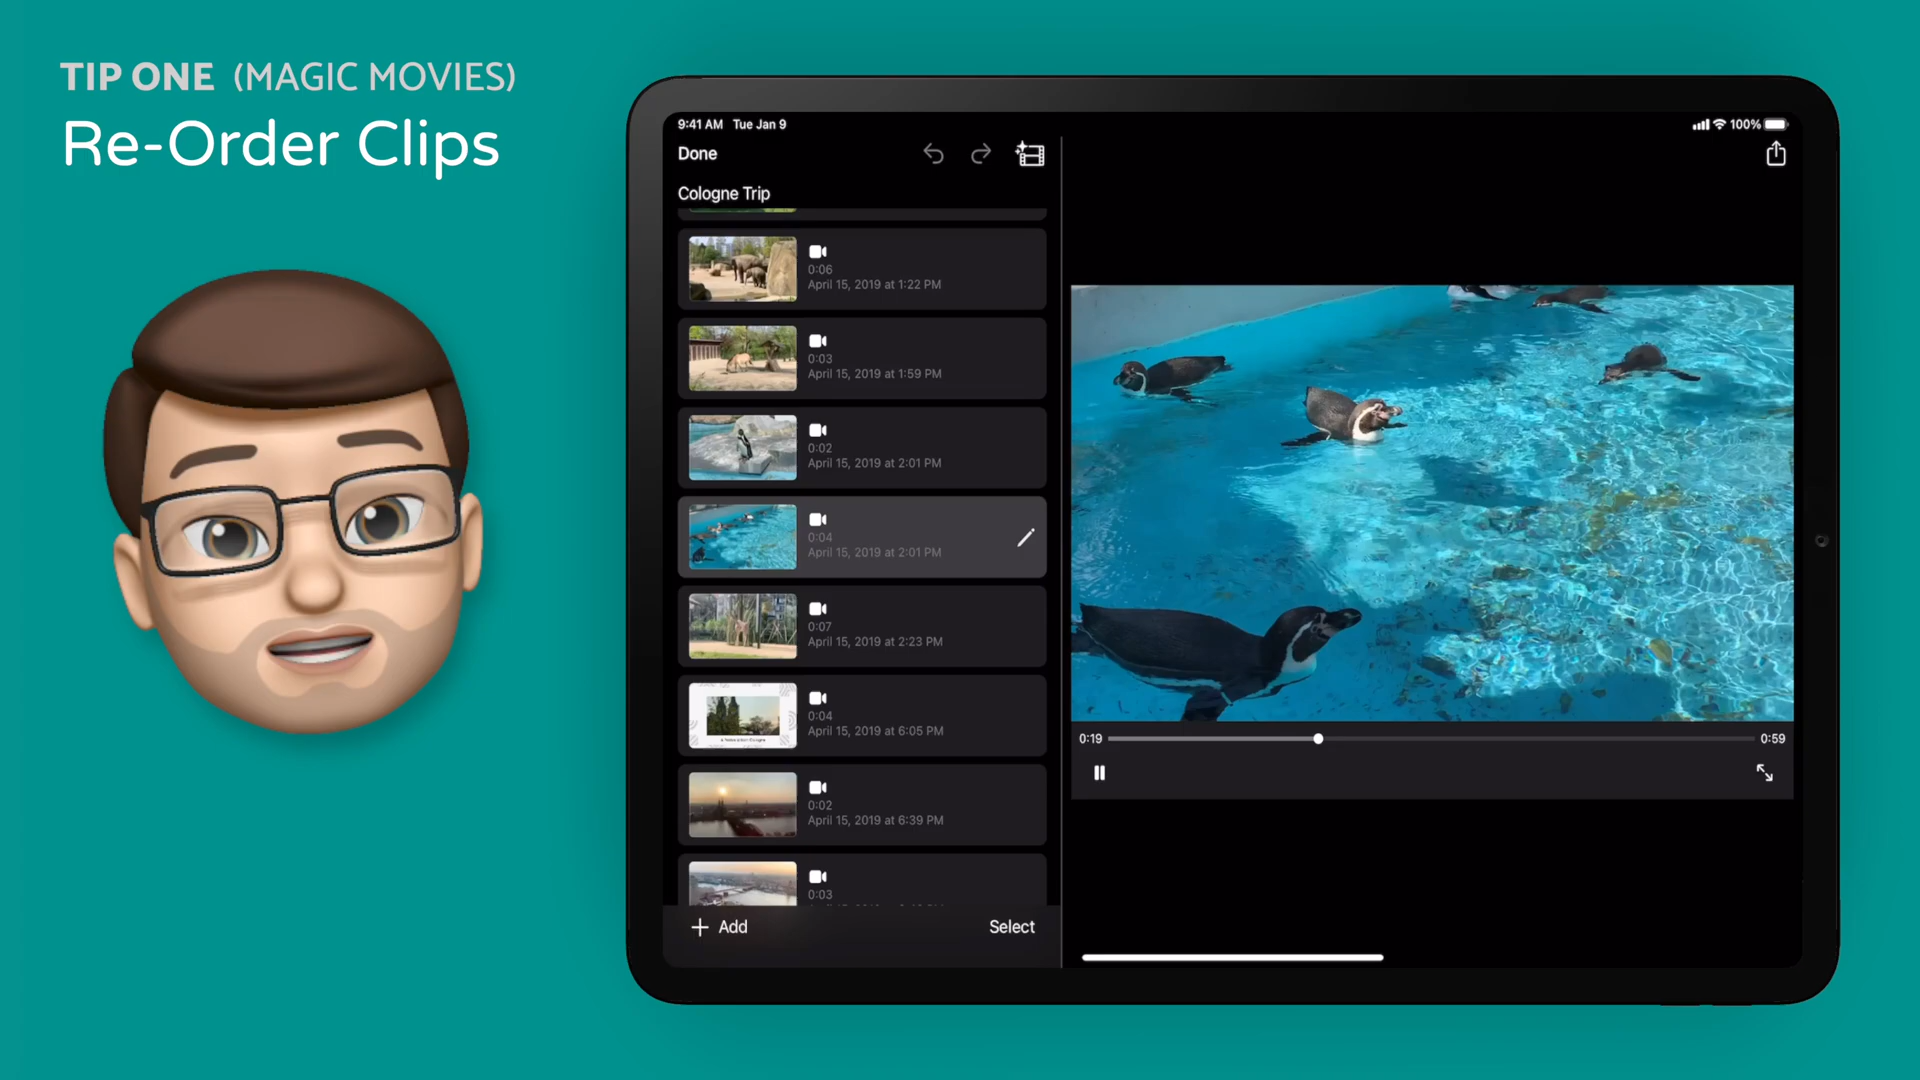 TIP ONE (MAGIC MOVIES)
Re-Order Clips
9:41 AM Tue Jan 9
100%
Done
Cologne Trip
0:06
April 15, 2019 at 1:22 PM
0:03
April 15, 2019 at 1:59 PM
0:02
April 15, 2019 at 2:01 PM
0:04
April 15, 2019 at 2:01 PM
0:07
April 15, 2019 at 2:23 PM
0:04
April 15, 2019 at 6:05 PM
0:02
April 15, 2019 at 6:39 PM
0:03
Add
Select
0:19
0:59